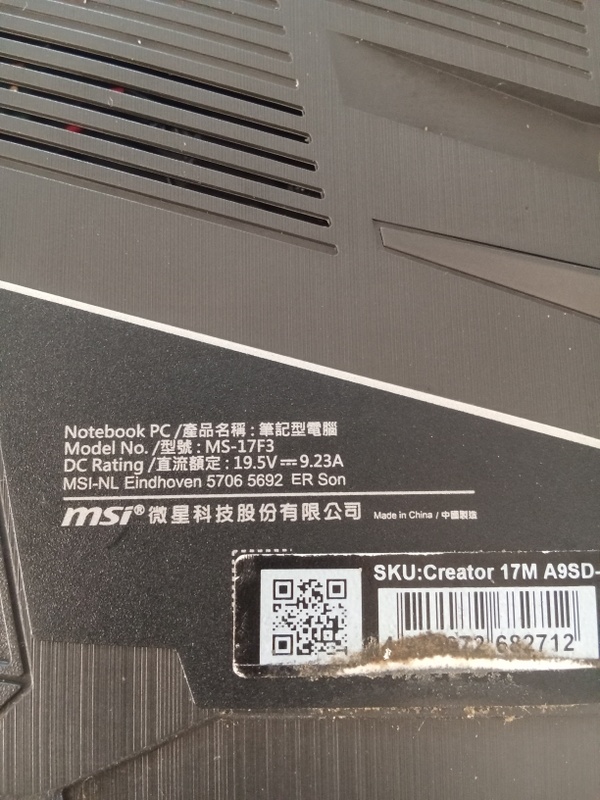 Notebook PC /產品名稱 : 筆記型電腦
Model No. /型號 : MS-17F3
DC Rating /直流額定 : 19.5V⎓9.23A
MSI-NL Eindhoven 5706 5692 ER Son
msi® 微星科技股份有限公司 Made in China / 中國製造
SKU:Creator 17M A9SD-
682712